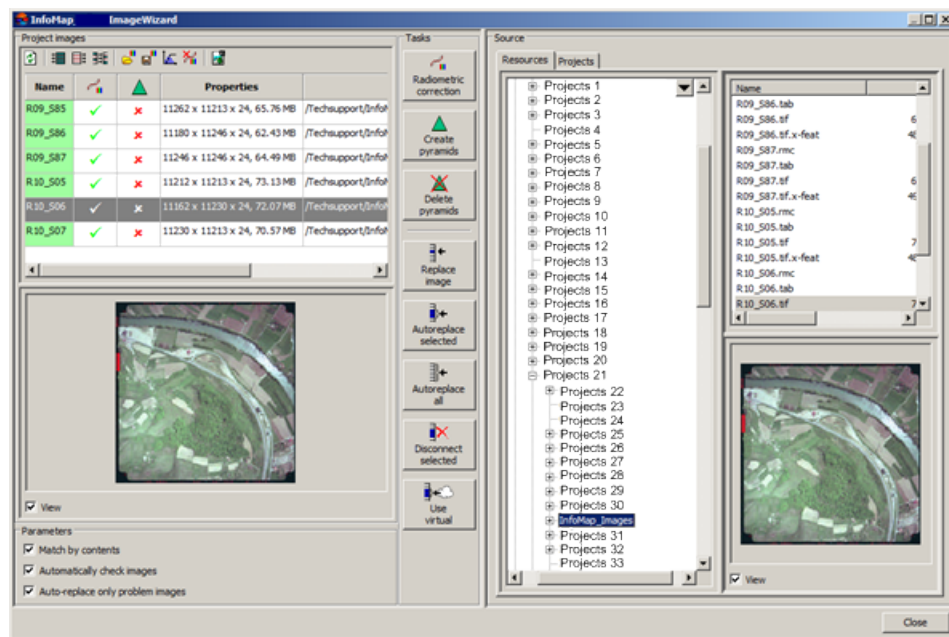 InfoMap_ ImageWizard
Project images
Name Properties
R09_S85 11262 x 11213 x 24, 65.76 MB /Techsupport/InfoM
R09_S86 11180 x 11246 x 24, 62.43 MB /Techsupport/InfoM
R09_S87 11246 x 11246 x 24, 64.49 MB /Techsupport/InfoM
R10_S05 11212 x 11213 x 24, 73.13 MB /Techsupport/InfoM
R10_S06 11162 x 11230 x 24, 72.07 MB /Techsupport/InfoM
R10_S07 11230 x 11213 x 24, 70.57 MB /Techsupport/InfoM
View
Parameters
Match by contents
Automatically check images
Auto-replace only problem images
Tasks
Radiometric
correction
Create
pyramids
Delete
pyramids
Replace
image
Autoreplace
selected
Autoreplace
all
Disconnect
selected
Use
virtual
Source
Resources Projects
Projects 1
Projects 2
Projects 3
Projects 4
Projects 5
Projects 6
Projects 7
Projects 8
Projects 9
Projects 10
Projects 11
Projects 12
Projects 13
Projects 14
Projects 15
Projects 16
Projects 17
Projects 18
Projects 19
Projects 20
Projects 21
Projects 22
Projects 23
Projects 24
Projects 25
Projects 26
Projects 27
Projects 28
Projects 29
Projects 30
InfoMap_Images
Projects 31
Projects 32
Projects 33
Name
R09_S86.tab
R09_S86.tif 6
R09_S86.tif.x-feat 48
R09_S87.rmc
R09_S87.tab
R09_S87.tif 6
R09_S87.tif.x-feat 49
R10_S05.rmc
R10_S05.tab
R10_S05.tif 7
R10_S05.tif.x-feat 48
R10_S06.rmc
R10_S06.tab
R10_S06.tif 7
View
Close